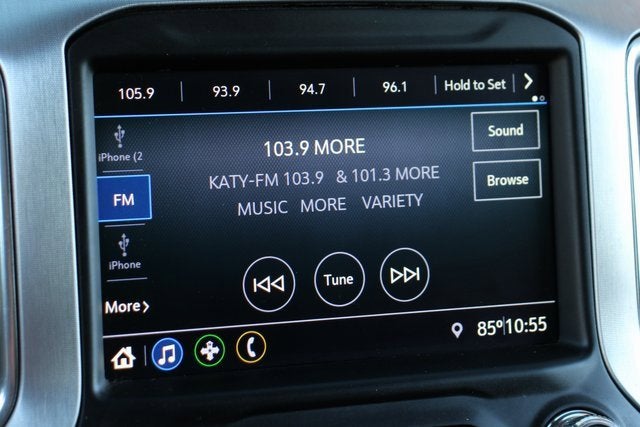 105.9 93.9 94.7 96.1 Hold to Set
iPhone (2
103.9 MORE
Sound
KATY-FM 103.9 & 101.3 MORE
Browse
FM
MUSIC MORE VARIETY
iPhone
Tune
More
85° 10:55